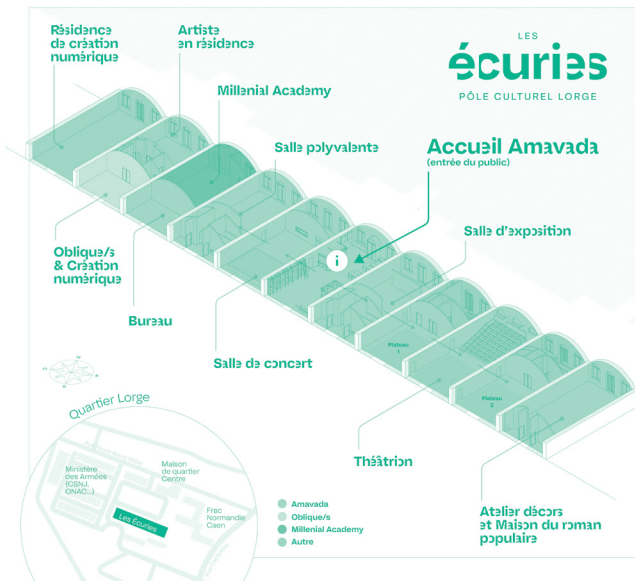 LES
écuries
PÔLE CULTUREL LORGE
Résidence
de création
numérique
Artiste
en résidence
Millenial Academy
Salle polyvalente
Accueil Amavada
(entrée du public)
Salle d'exposition
i
Oblique/s
& Création
numérique
Bureau
Salle de concert
Plateau
1
Plateau
2
Théâtrion
Atelier décors
et Maison du roman
populaire
Quartier Lorge
Ministère
des Armées
(CSNJ,
ONAC...)
Maison
de quartier
Centre
Frac
Normandie
Caen
Les Écuries
Amavada
Oblique/s
Millenial Academy
Autre